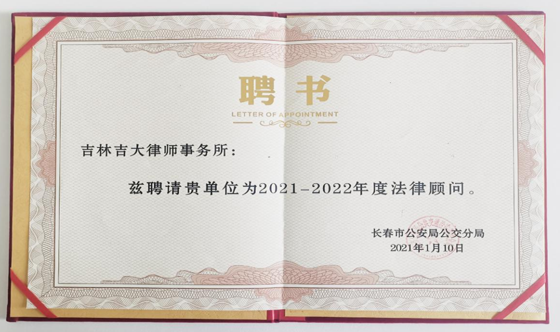 聘书
LETTER OF APPOINTMENT
吉林吉大律师事务所：
兹聘请贵单位为2021-2022年度法律顾问。
长春市公安局公交分局
2021年1月10日